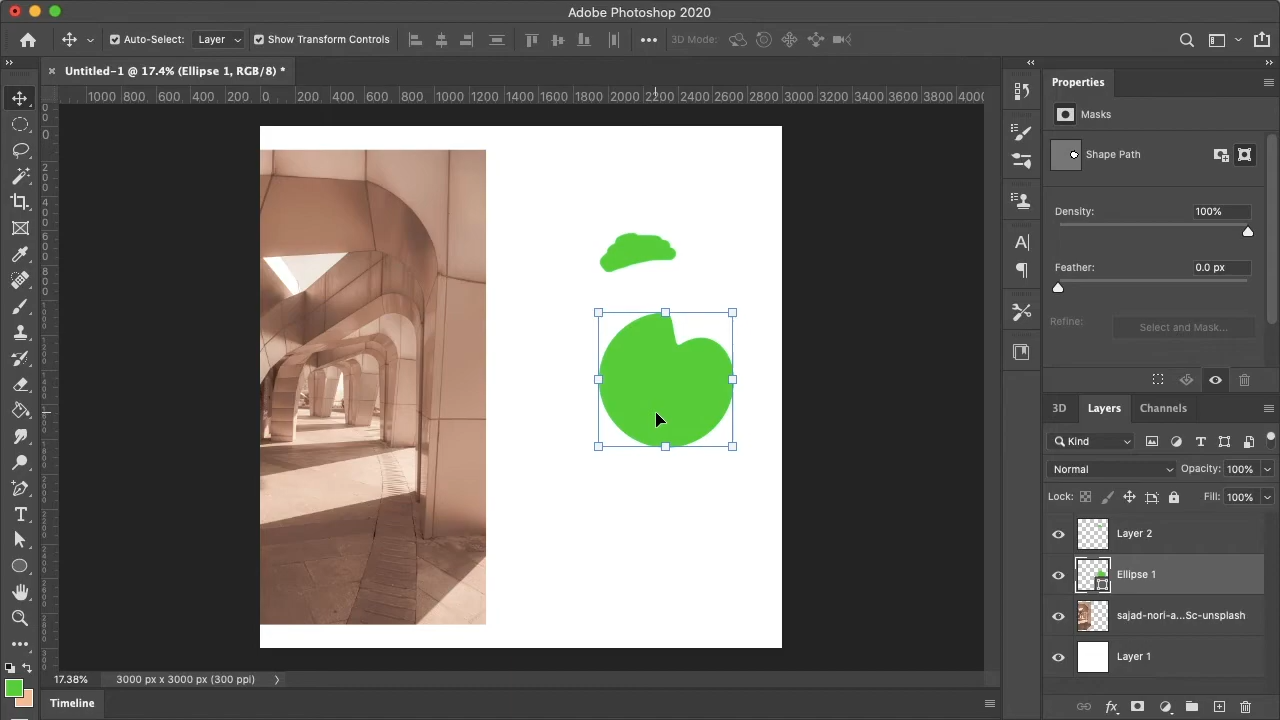 Adobe Photoshop 2020
Auto-Select: Layer Show Transform Controls 3D Mode:
Untitled-1 @ 17.4% (Ellipse 1, RGB/8) *
1000 800 600 400 200 0 200 400 600 800 1000 1200 1400 1600 1800 2000 2200 2400 2600 2800 3000 3200 3400 3600 3800 4000
Properties
Masks
Shape Path
Density: 100%
Feather: 0.0 px
Refine: Select and Mask...
3D Layers Channels
Kind
Normal Opacity: 100%
Lock: Fill: 100%
Layer 2
Ellipse 1
sajad-nori-a...Sc-unsplash
Layer 1
17.38% 3000 px x 3000 px (300 ppi)
Timeline